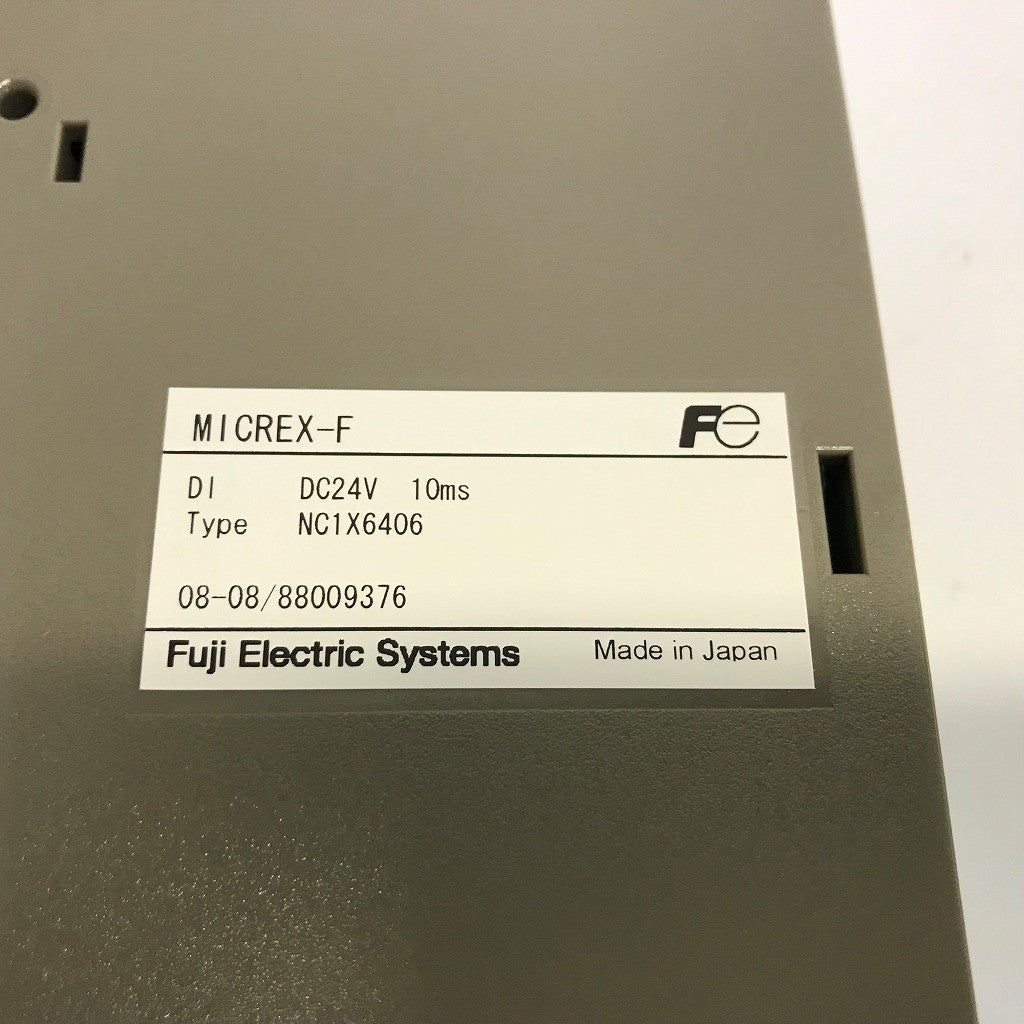 MICREX-F Fe
DI DC24V 10ms
Type NC1X6406
08-08/88009376
Fuji Electric Systems Made in Japan